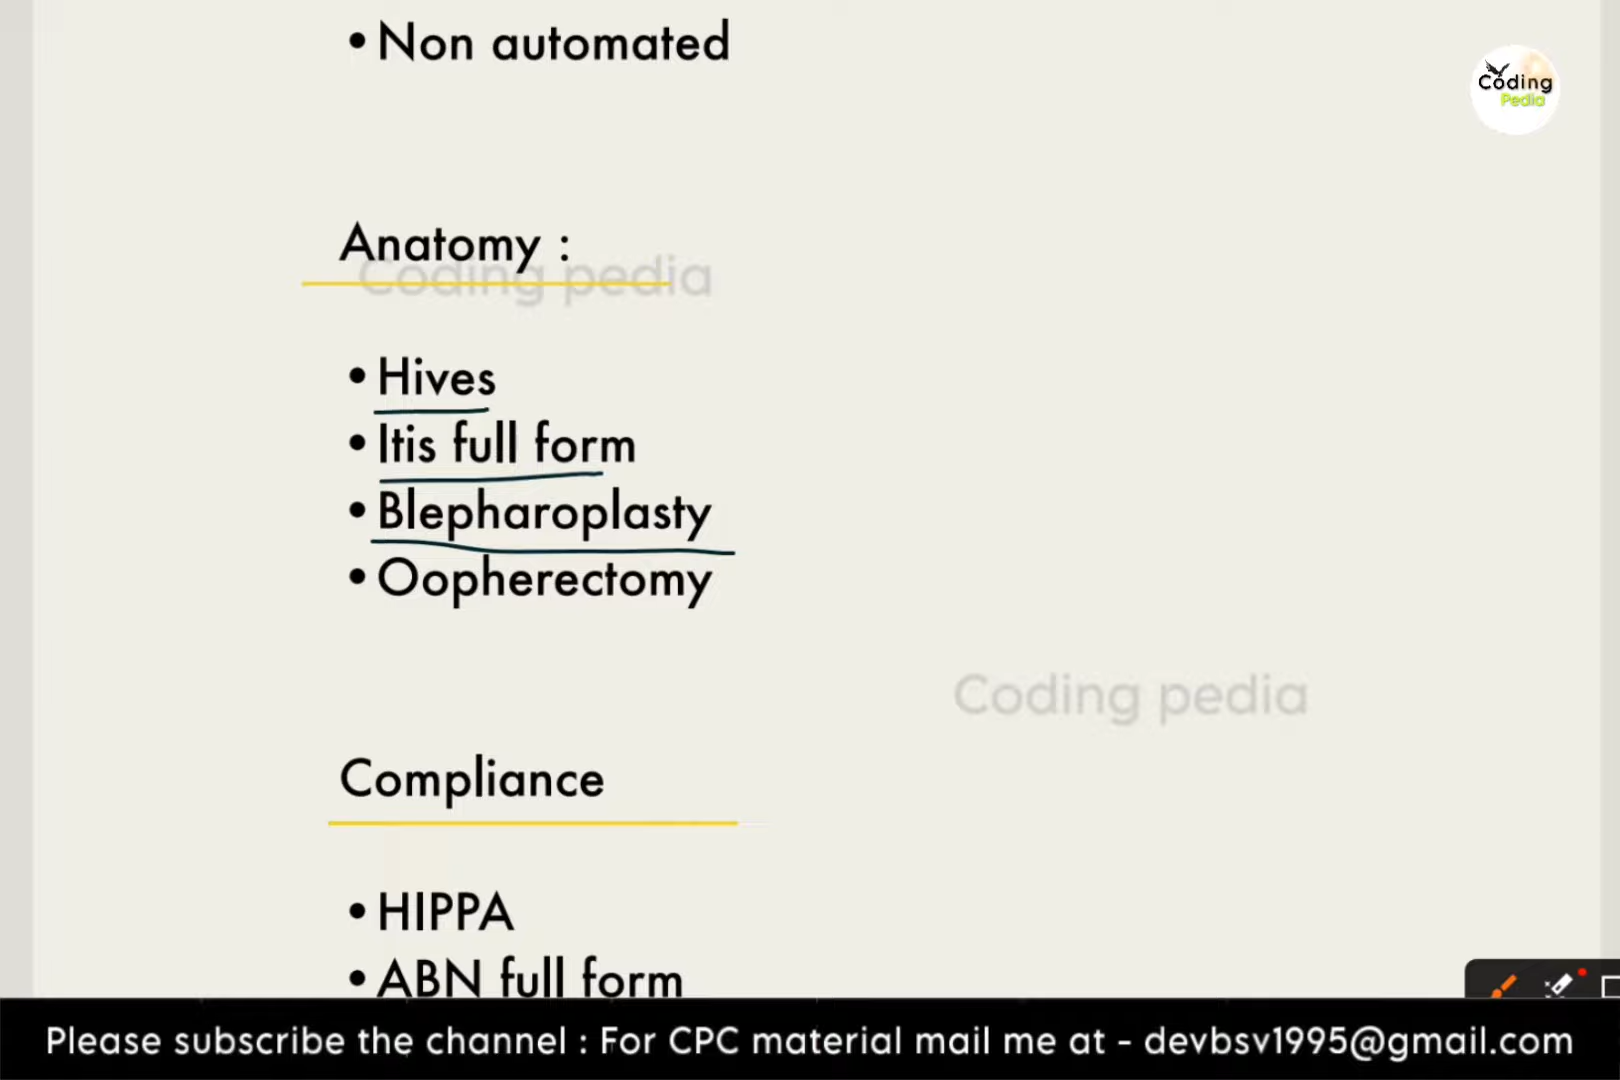 • Non automated
Coding
Pedia
Anatomy :
Coding pedia
• Hives
• Itis full form
• Blepharoplasty
• Oopherectomy
Coding pedia
Compliance
• HIPPA
• ABN full form
Please subscribe the channel : For CPC material mail me at - devbsv1995@gmail.com